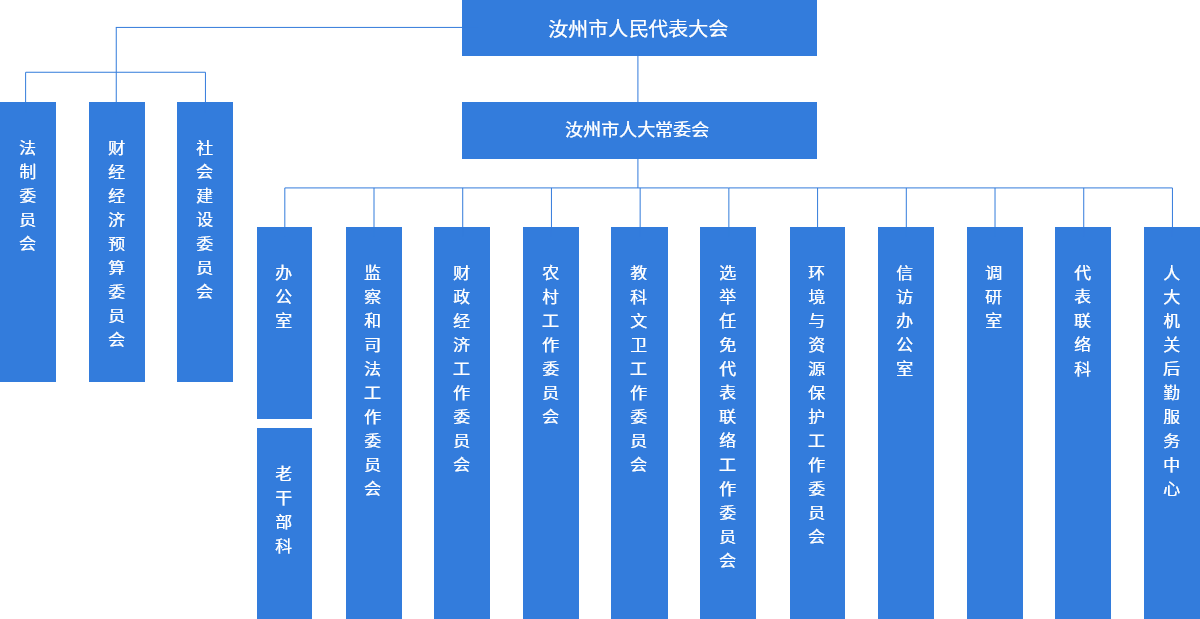 汝州市人民代表大会
汝州市人大常委会
法制委员会
财经经济预算委员会
社会建设委员会
办公室
老干部科
监察和司法工作委员会
财政经济工作委员会
农村工作委员会
教科文卫工作委员会
选举任免代表联络工作委员会
环境与资源保护工作委员会
信访办公室
调研室
代表联络科
人大机关后勤服务中心